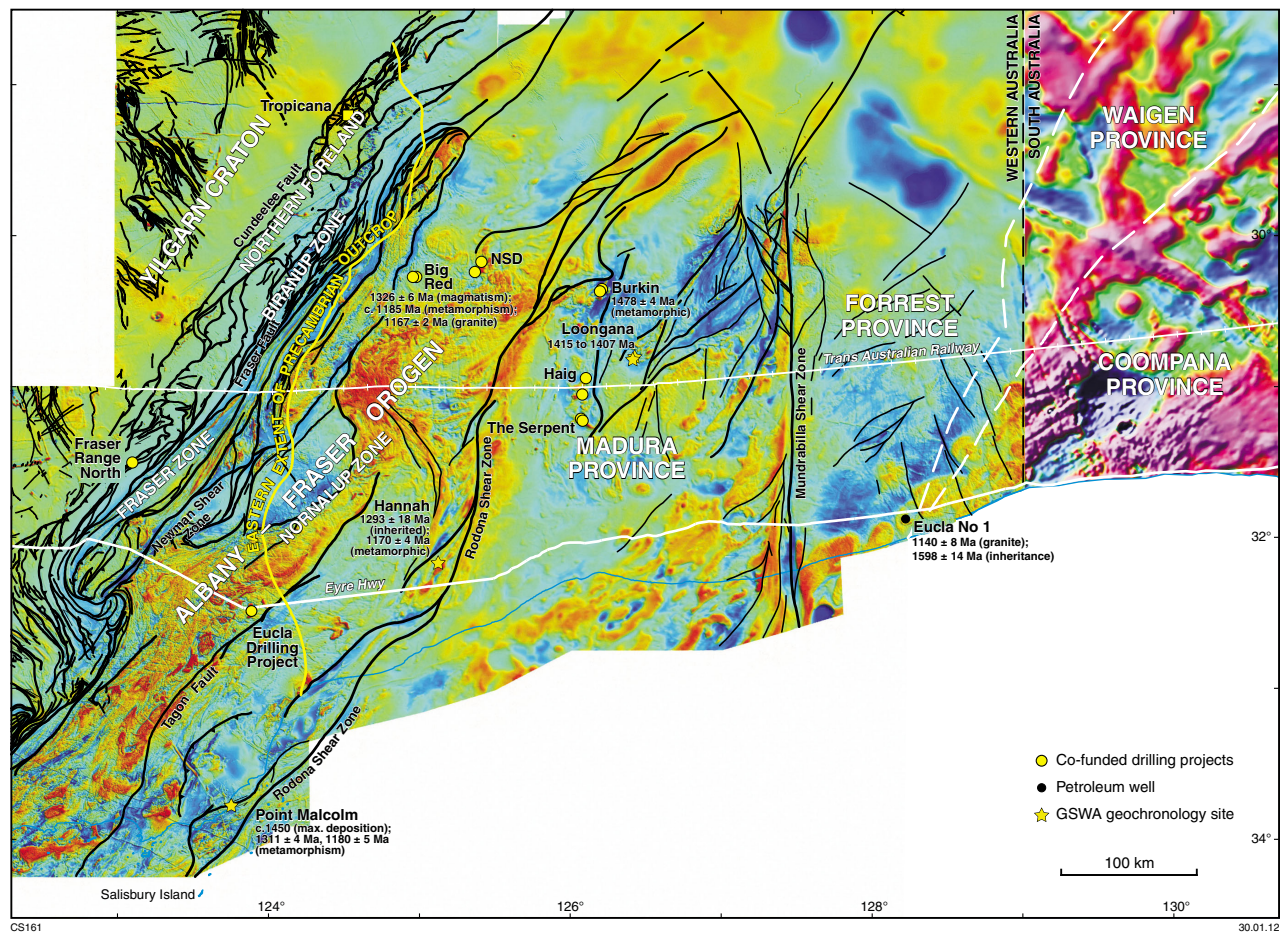 WESTERN AUSTRALIA
SOUTH AUSTRALIA
WAIGEN
PROVINCE
Tropicana
YILGARN CRATON
Cundeelee Fault
NORTHERN FORELAND
BIRANUP ZONE
EASTERN EXTENT OF PRECAMBRIAN OUTCROP
Fraser Fault
30°
NSD
Big
Red
1326 ± 6 Ma (magmatism);
c. 1185 Ma (metamorphism);
1167 ± 2 Ma (granite)
Burkin
1478 ± 4 Ma
(metamorphic)
Loongana
1415 to 1407 Ma
FORREST
PROVINCE
Trans Australian Railway
COOMPANA
PROVINCE
Haig
The Serpent
MADURA
PROVINCE
Mundrabilla Shear Zone
Fraser
Range
North
FRASER ZONE
Newman Shear
Zone
ALBANY
FRASER
OROGEN
NORNALUP ZONE
Rodona Shear Zone
Hannah
1293 ± 18 Ma
(inherited);
1170 ± 4 Ma
(metamorphic)
Eucla No 1
1140 ± 8 Ma (granite);
1598 ± 14 Ma (inheritance)
32°
Eyre Hwy
Eucla
Drilling
Project
Tagon Fault
Rodona Shear Zone
Point Malcolm
c.1450 (max. deposition);
1311 ± 4 Ma, 1180 ± 5 Ma
(metamorphism)
Co-funded drilling projects
Petroleum well
GSWA geochronology site
34°
100 km
Salisbury Island
124°
126°
128°
130°
CS161
30.01.12